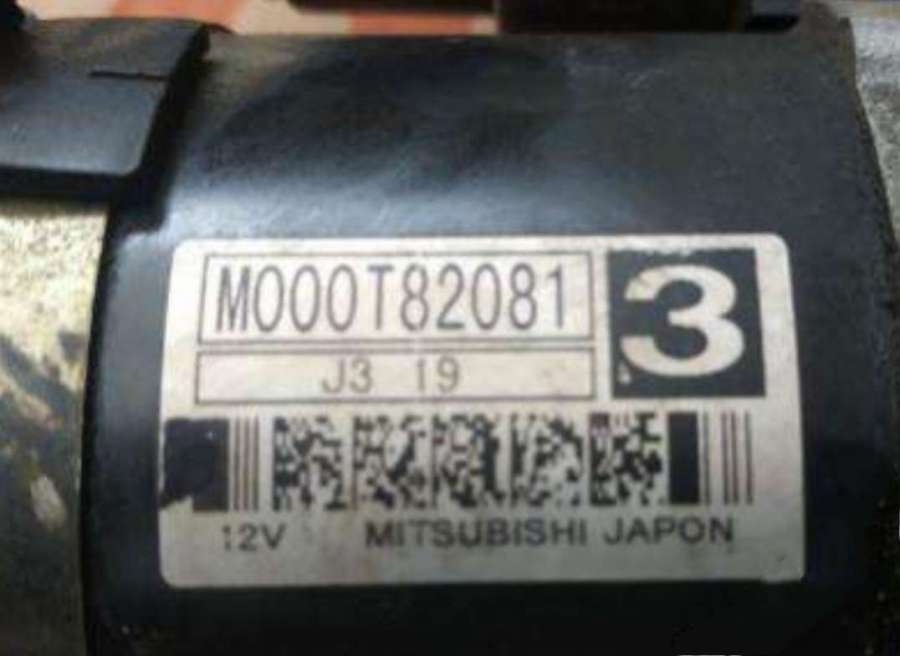 M000T82081
3
J3 19
12V MITSUBISHI JAPON